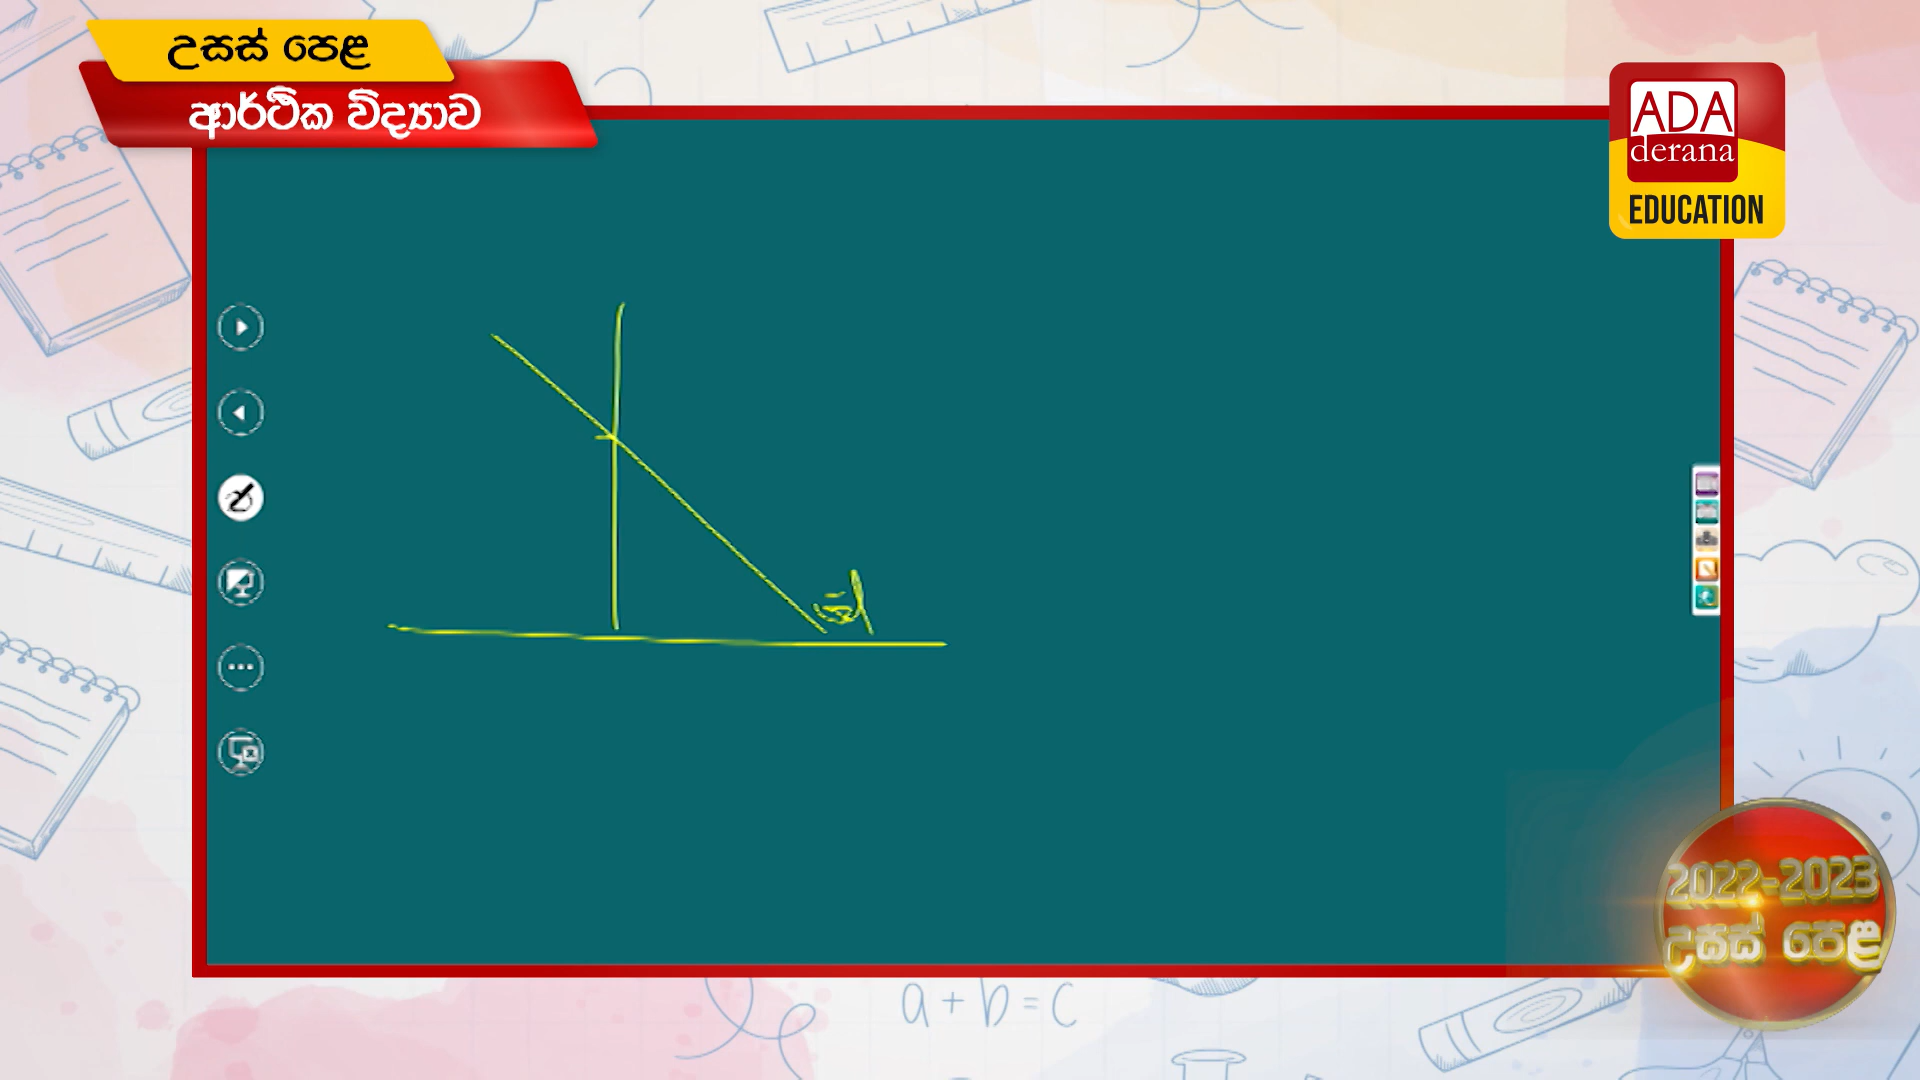 උසස් පෙළ
ආර්ථික විද්‍යාව
ADA
derana
EDUCATION
d
2022-2023
උසස් පෙළ
a + b = c